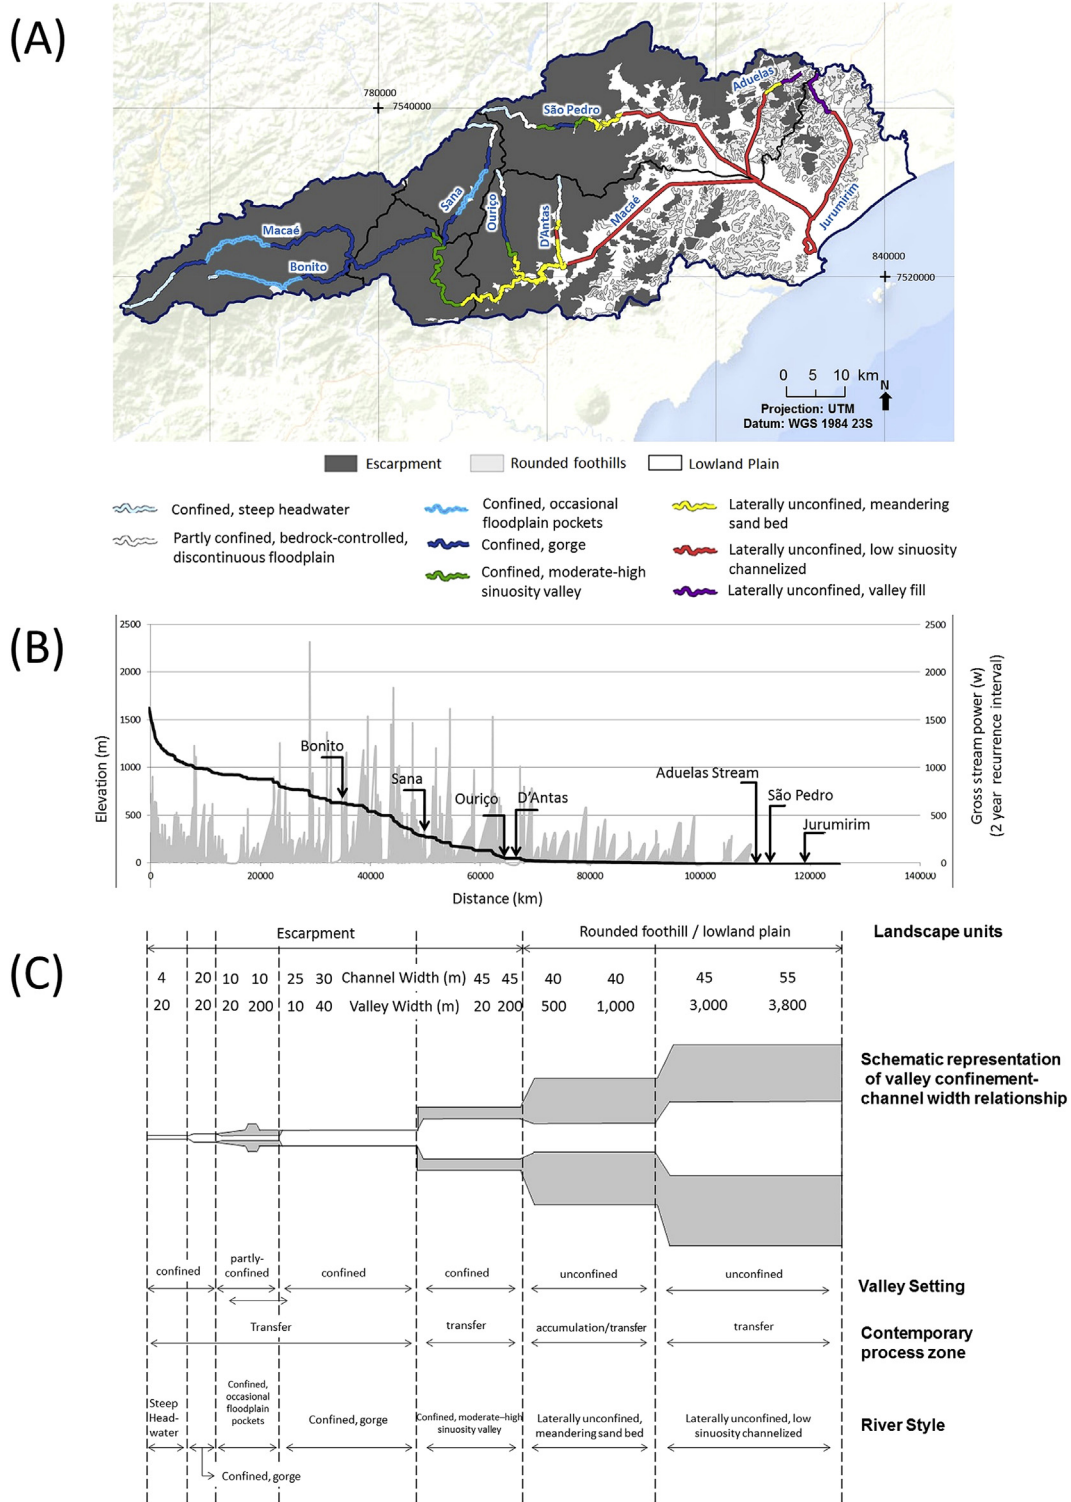 (A)
780000
7540000
São Pedro
Aduelas
Sana
Ouriço
D'Antas
Macaé
Jurumirim
Macaé
Bonito
840000
7520000
0 5 10 km
N
Projection: UTM
Datum: WGS 1984 23S
Escarpment
Rounded foothills
Lowland Plain
Confined, steep headwater
Partly confined, bedrock-controlled,
discontinuous floodplain
Confined, occasional
floodplain pockets
Confined, gorge
Confined, moderate-high
sinuosity valley
Laterally unconfined, meandering
sand bed
Laterally unconfined, low sinuosity
channelized
Laterally unconfined, valley fill
(B)
2500
2000
1500
1000
500
0
Elevation (m)
Bonito
Sana
Ouriço
D'Antas
Aduelas Stream
São Pedro
Jurumirim
2500
2000
1500
1000
500
0
Gross stream power (w)
(2 year recurrence interval)
0 20000 40000 60000 80000 100000 120000 140000
Distance (km)
(C)
Escarpment
Rounded foothill / lowland plain
Landscape units
4 20 10 10 25 30 Channel Width (m) 45 45 40 40 45 55
20 20 20 200 10 40 Valley Width (m) 20 200 500 1,000 3,000 3,800
Schematic representation
of valley confinement-
channel width relationship
confined
partly-
confined
confined
confined
unconfined
unconfined
Valley Setting
Transfer
transfer
accumulation/transfer
transfer
Contemporary
process zone
Steep
Head-
water
Confined,
occasional
floodplain
pockets
Confined, gorge
Confined, moderate–high
sinuosity valley
Laterally unconfined,
meandering sand bed
Laterally unconfined, low
sinuosity channelized
River Style
Confined, gorge